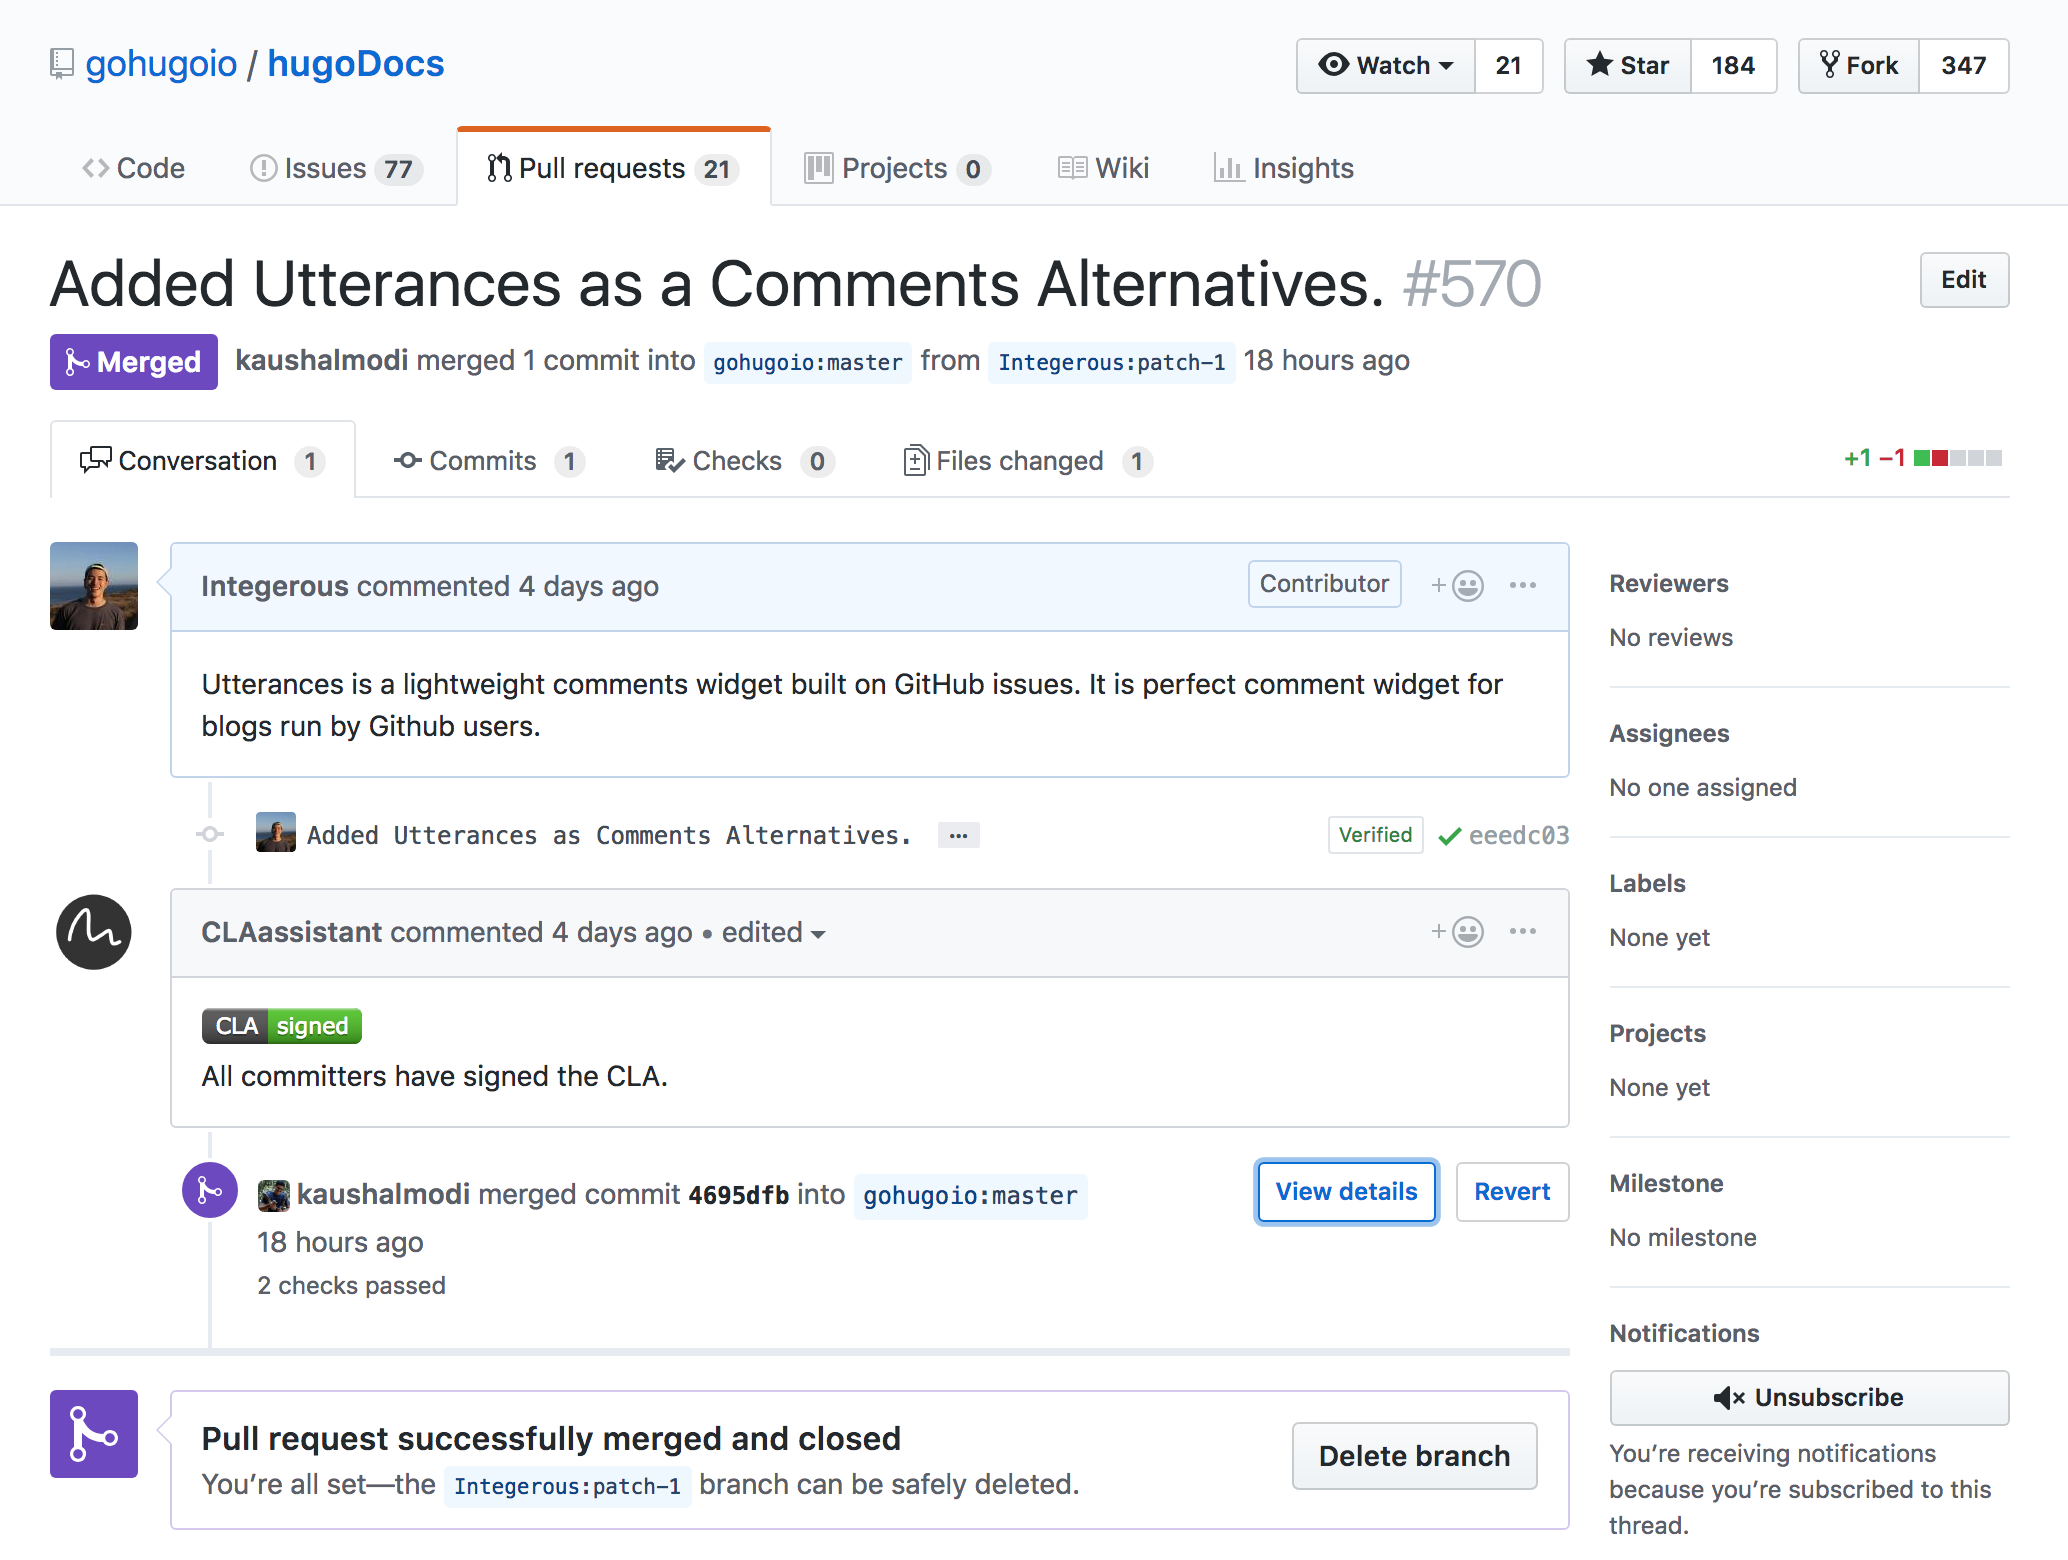 gohugoio / hugoDocs
Watch 21 Star 184 Fork 347
Code Issues 77 Pull requests 21 Projects 0 Wiki Insights
Added Utterances as a Comments Alternatives. #570
Edit
Merged kaushalmodi merged 1 commit into gohugoio:master from Integerous:patch-1 18 hours ago
Conversation 1 Commits 1 Checks 0 Files changed 1 +1 −1
Integerous commented 4 days ago Contributor
Utterances is a lightweight comments widget built on GitHub issues. It is perfect comment widget for
blogs run by Github users.
Added Utterances as Comments Alternatives. … Verified eeedc03
CLAassistant commented 4 days ago • edited
CLA signed
All committers have signed the CLA.
kaushalmodi merged commit 4695dfb into gohugoio:master View details Revert
18 hours ago
2 checks passed
Pull request successfully merged and closed
You’re all set—the Integerous:patch-1 branch can be safely deleted.
Delete branch
Reviewers
No reviews
Assignees
No one assigned
Labels
None yet
Projects
None yet
Milestone
No milestone
Notifications
Unsubscribe
You’re receiving notifications
because you’re subscribed to this
thread.